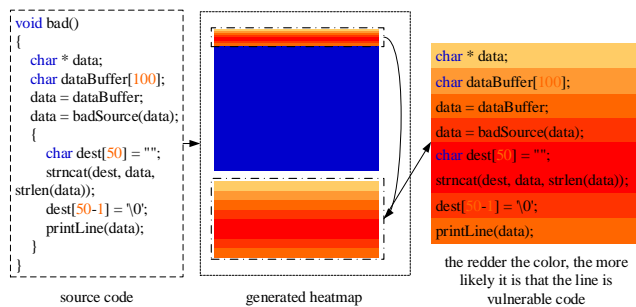 void bad()
{
char * data;
char dataBuffer[100];
data = dataBuffer;
data = badSource(data);
{
char dest[50] = "";
strncat(dest, data,
strlen(data));
dest[50-1] = '\0';
printLine(data);
}
}
source code
generated heatmap
char * data;
char dataBuffer[100];
data = dataBuffer;
data = badSource(data);
char dest[50] = "";
strncat(dest, data, strlen(data));
dest[50-1] = '\0';
printLine(data);
the redder the color, the more
likely it is that the line is
vulnerable code